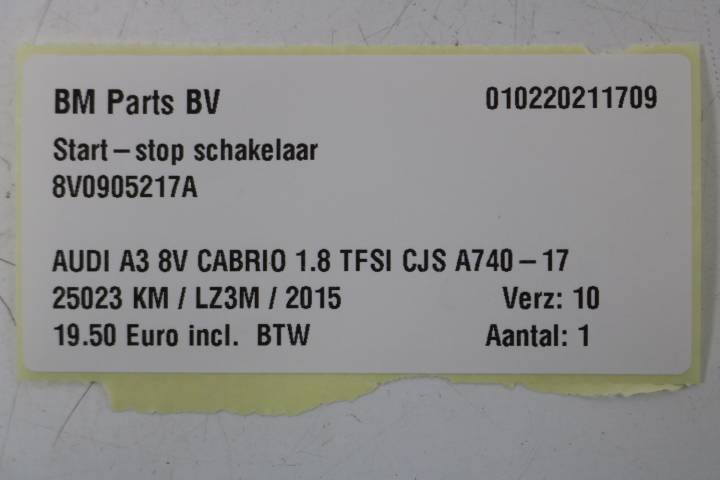 BM Parts BV 010220211709
Start-stop schakelaar
8V0905217A
AUDI A3 8V CABRIO 1.8 TFSI CJS A740-17
25023 KM / LZ3M / 2015 Verz: 10
19.50 Euro incl. BTW Aantal: 1